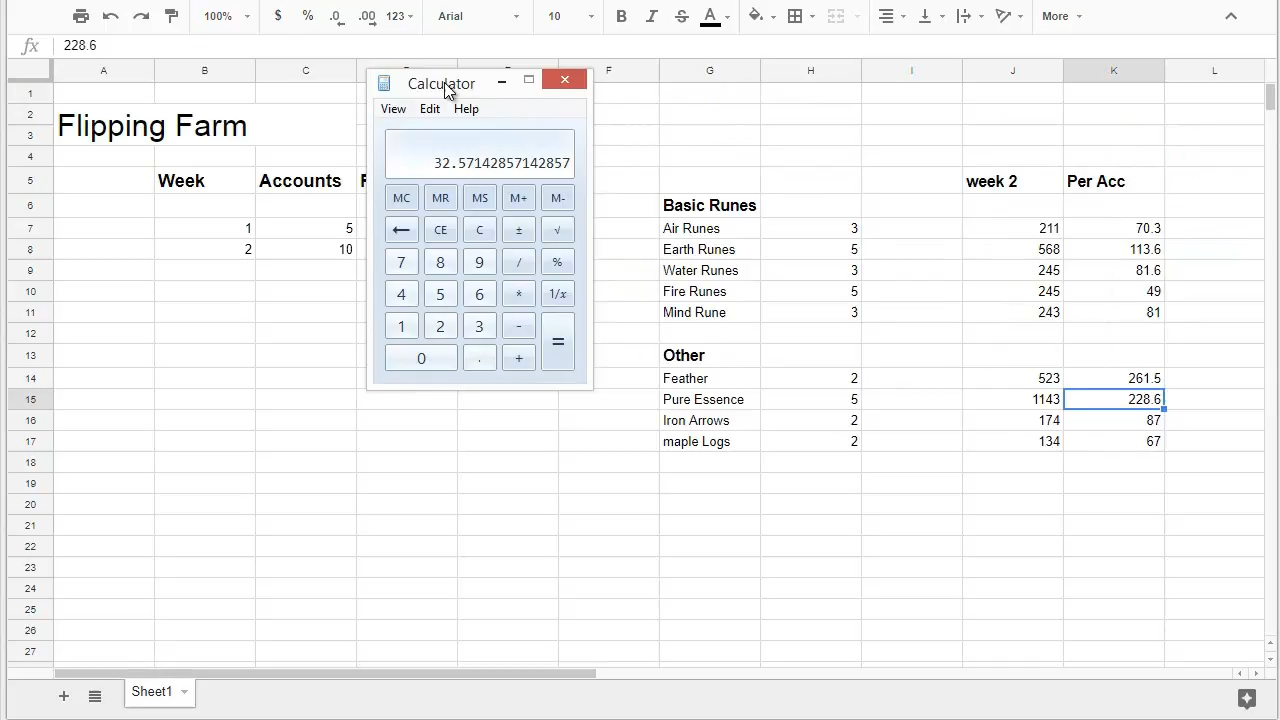 100% $ % .0 .00 123 Arial 10 B I S A More
fx 228.6
A B C F G H I J K L
Calculator
View Edit Help
32.57142857142857
MC MR MS M+ M-
← CE C ± √
7 8 9 / %
4 5 6 * 1/x
1 2 3 - =
0 . +
1
2
3
4
5
6
7
8
9
10
11
12
13
14
15
16
17
18
19
20
21
22
23
24
25
26
27
Flipping Farm
Week Accounts
1 5
2 10
week 2 Per Acc
Basic Runes
Air Runes 3 211 70.3
Earth Runes 5 568 113.6
Water Runes 3 245 81.6
Fire Runes 5 245 49
Mind Rune 3 243 81
Other
Feather 2 523 261.5
Pure Essence 5 1143 228.6
Iron Arrows 2 174 87
maple Logs 2 134 67
+ Sheet1